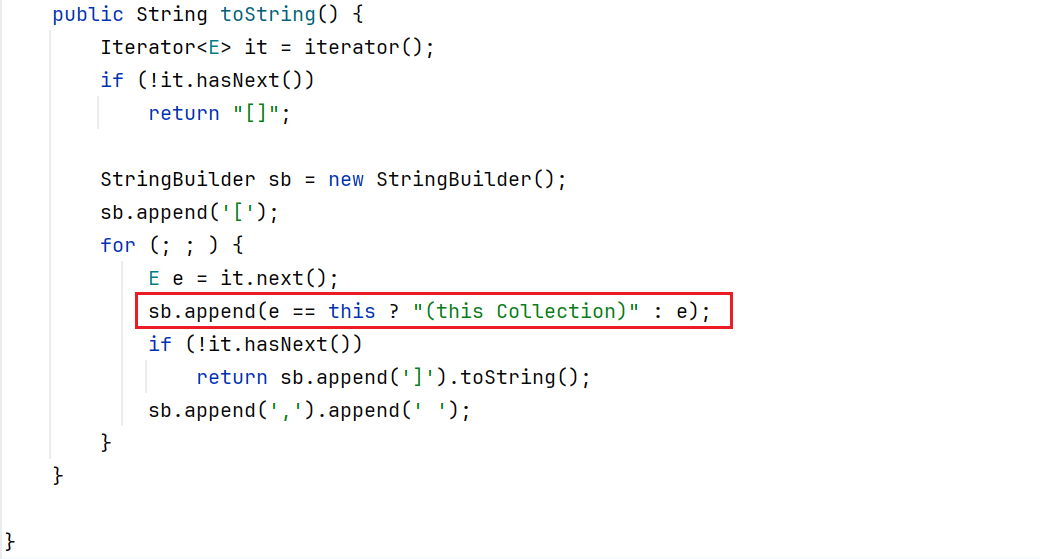 public String toString() {
Iterator<E> it = iterator();
if (!it.hasNext())
return "[]";
StringBuilder sb = new StringBuilder();
sb.append('[');
for (; ; ) {
E e = it.next();
sb.append(e == this ? "(this Collection)" : e);
if (!it.hasNext())
return sb.append(']').toString();
sb.append(',').append(' ');
}
}
}